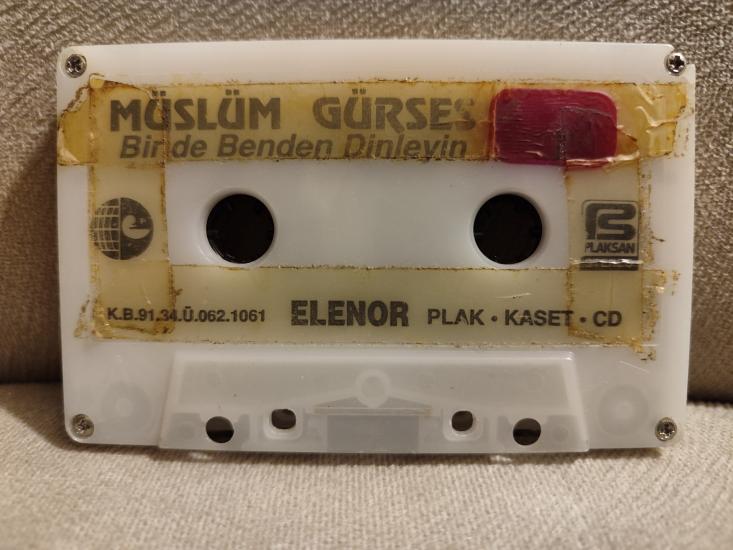 MÜSLÜM GÜRSES
Bir de Benden Dinleyin
PLAKSAN
K.B.91.34.Ü.062.1061 ELENOR PLAK · KASET · CD